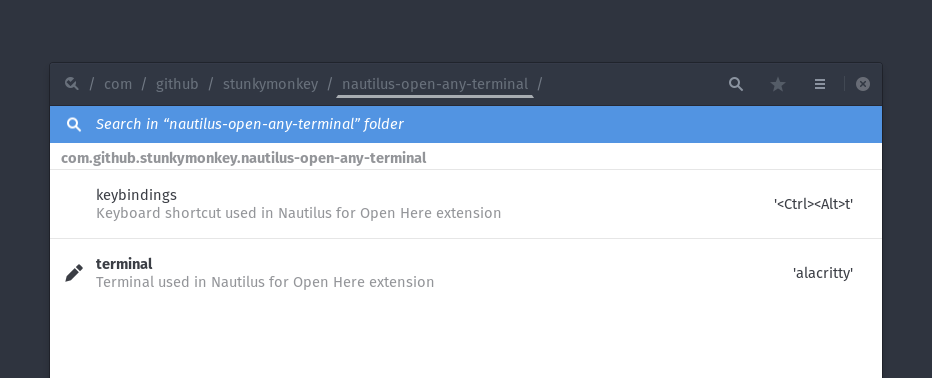 / com / github / stunkymonkey / nautilus-open-any-terminal /
Search in “nautilus-open-any-terminal” folder
com.github.stunkymonkey.nautilus-open-any-terminal
keybindings
Keyboard shortcut used in Nautilus for Open Here extension
'<Ctrl><Alt>t'
terminal
Terminal used in Nautilus for Open Here extension
'alacritty'